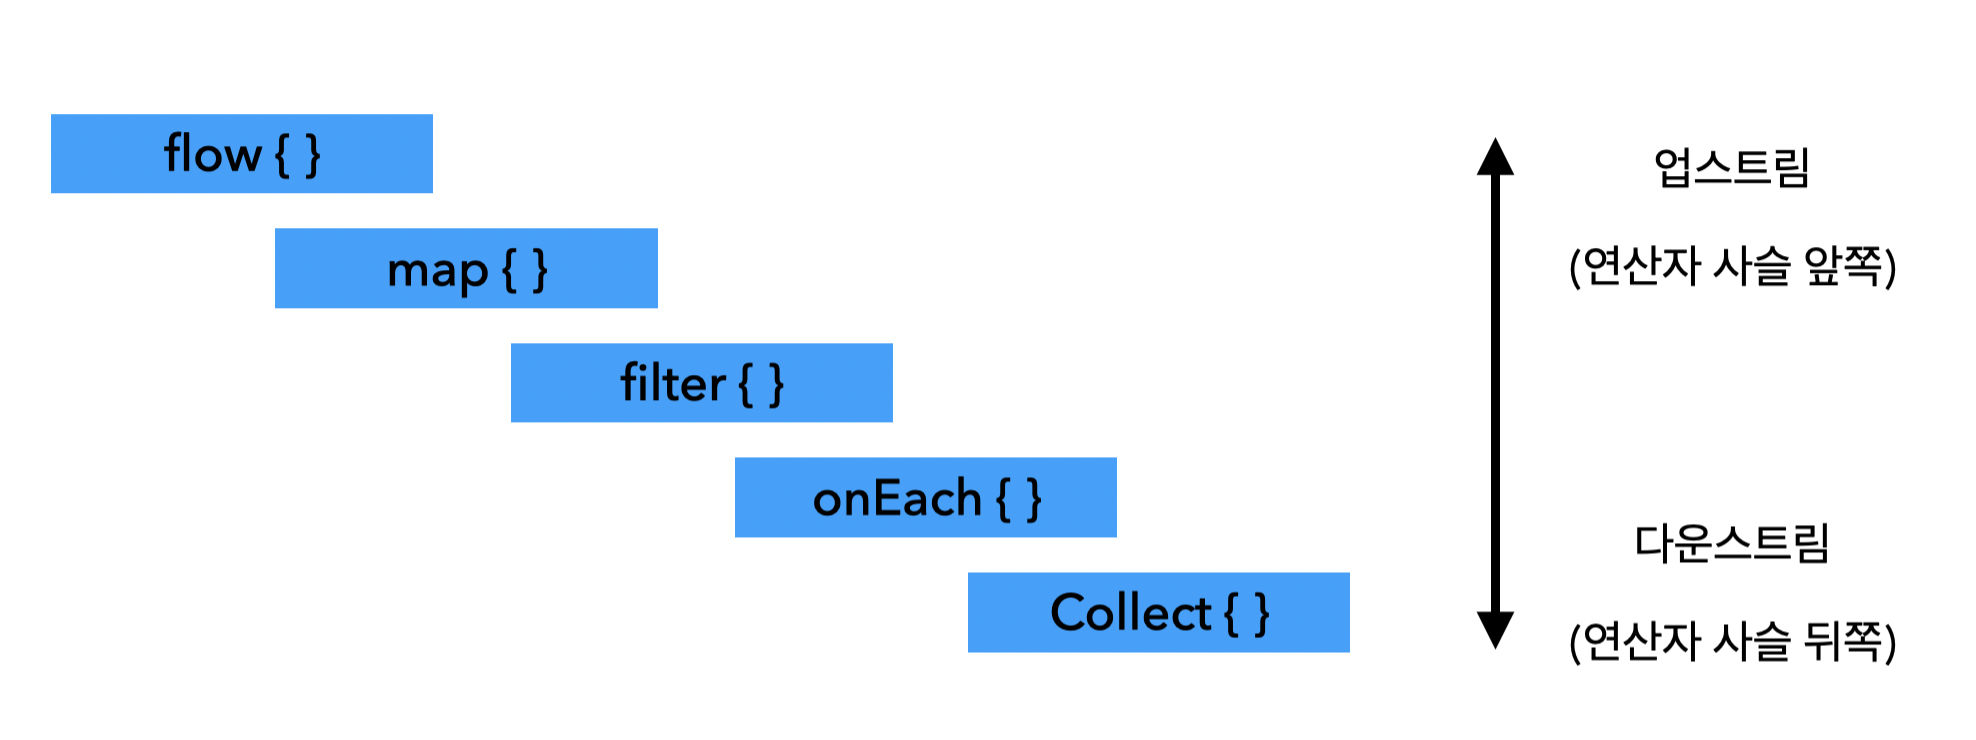 flow { }
map { }
filter { }
onEach { }
Collect { }
업스트림
(연산자 사슬 앞쪽)
다운스트림
(연산자 사슬 뒤쪽)